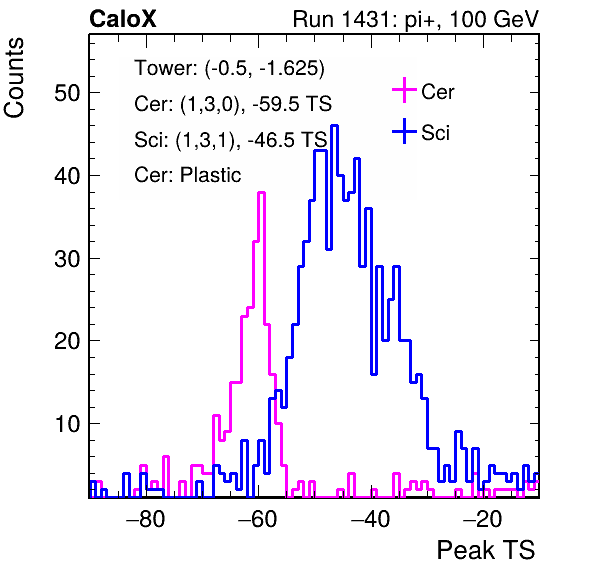 CaloX Run 1431: pi+, 100 GeV
Counts
Tower: (-0.5, -1.625)
Cer: (1,3,0), -59.5 TS
Sci: (1,3,1), -46.5 TS
Cer: Plastic
Cer
Sci
50
40
30
20
10
−80 −60 −40 −20
Peak TS